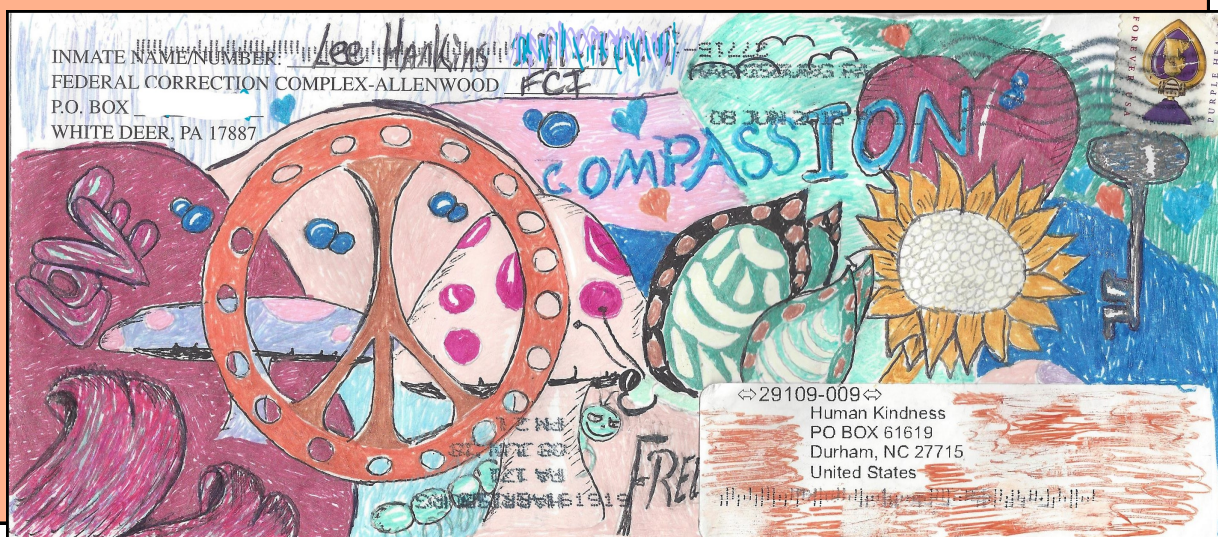 INMATE NAME/NUMBER: Lee Hankins
FEDERAL CORRECTION COMPLEX-ALLENWOOD FCI
P.O. BOX
WHITE DEER, PA 17887
FOREVER USA
PURPLE HEART
COMPASSION
LOVE
⇔29109-009⇔
Human Kindness
PO BOX 61619
Durham, NC 27715
United States
FREE